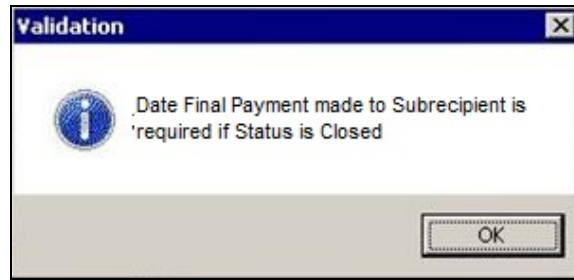 Validation
Date Final Payment made to Subrecipient is
required if Status is Closed
OK